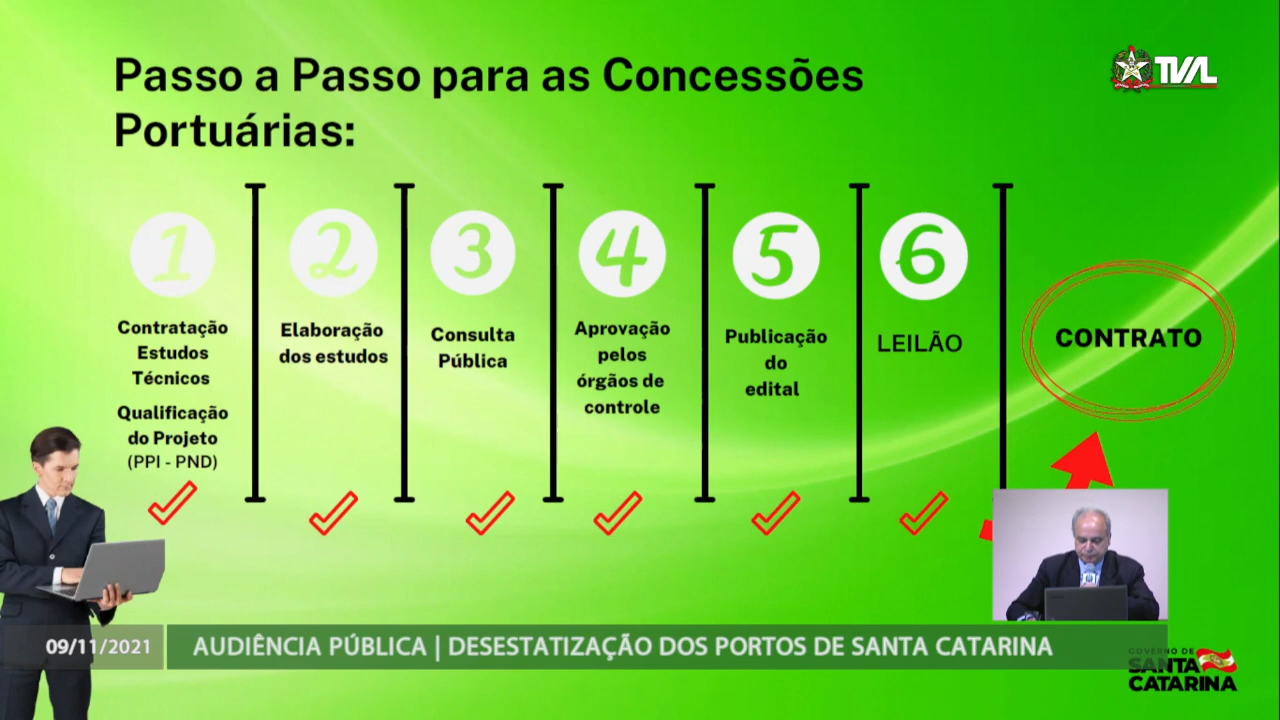 Passo a Passo para as Concessões
Portuárias:
TVAL
1
Contratação
Estudos
Técnicos
Qualificação
do Projeto
(PPI - PND)
2
Elaboração
dos estudos
3
Consulta
Pública
4
Aprovação
pelos
órgãos de
controle
5
Publicação
do
edital
6
LEILÃO
CONTRATO
09/11/2021
AUDIÊNCIA PÚBLICA | DESESTATIZAÇÃO DOS PORTOS DE SANTA CATARINA
GOVERNO DE
SANTA
CATARINA